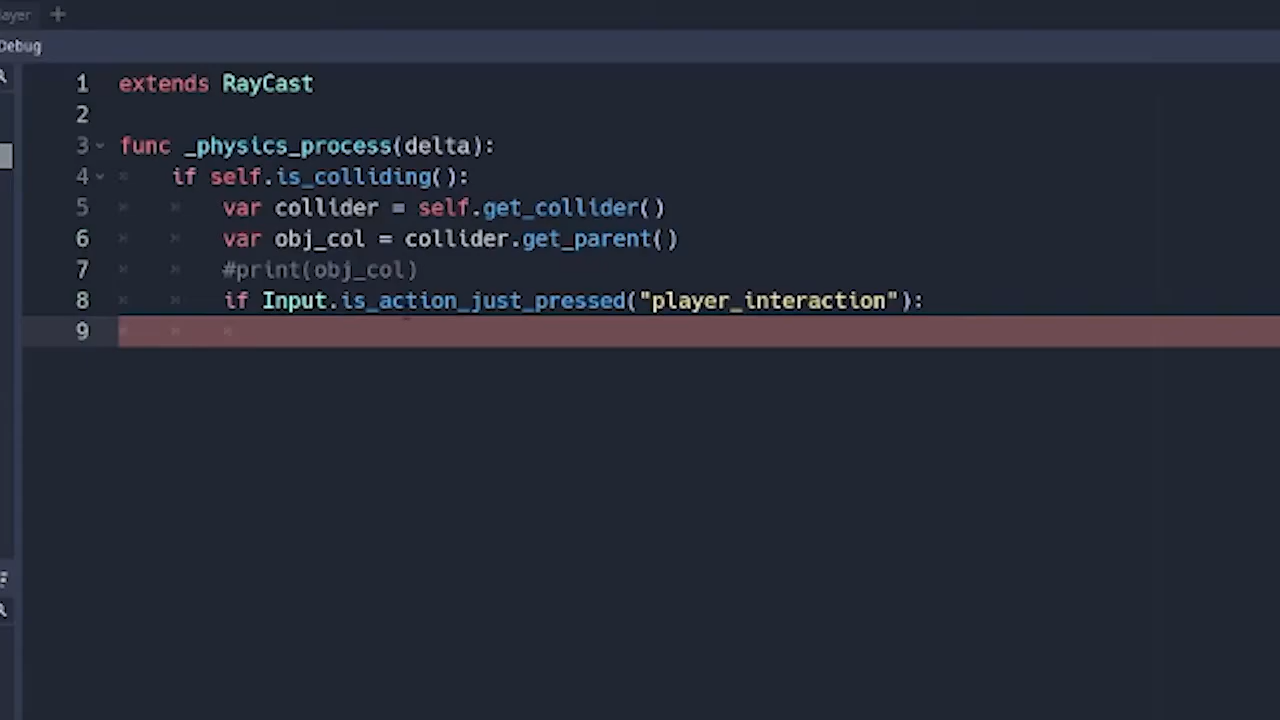 Debug
1 extends RayCast
2
3 func _physics_process(delta):
4 if self.is_colliding():
5 var collider = self.get_collider()
6 var obj_col = collider.get_parent()
7 #print(obj_col)
8 if Input.is_action_just_pressed("player_interaction"):
9